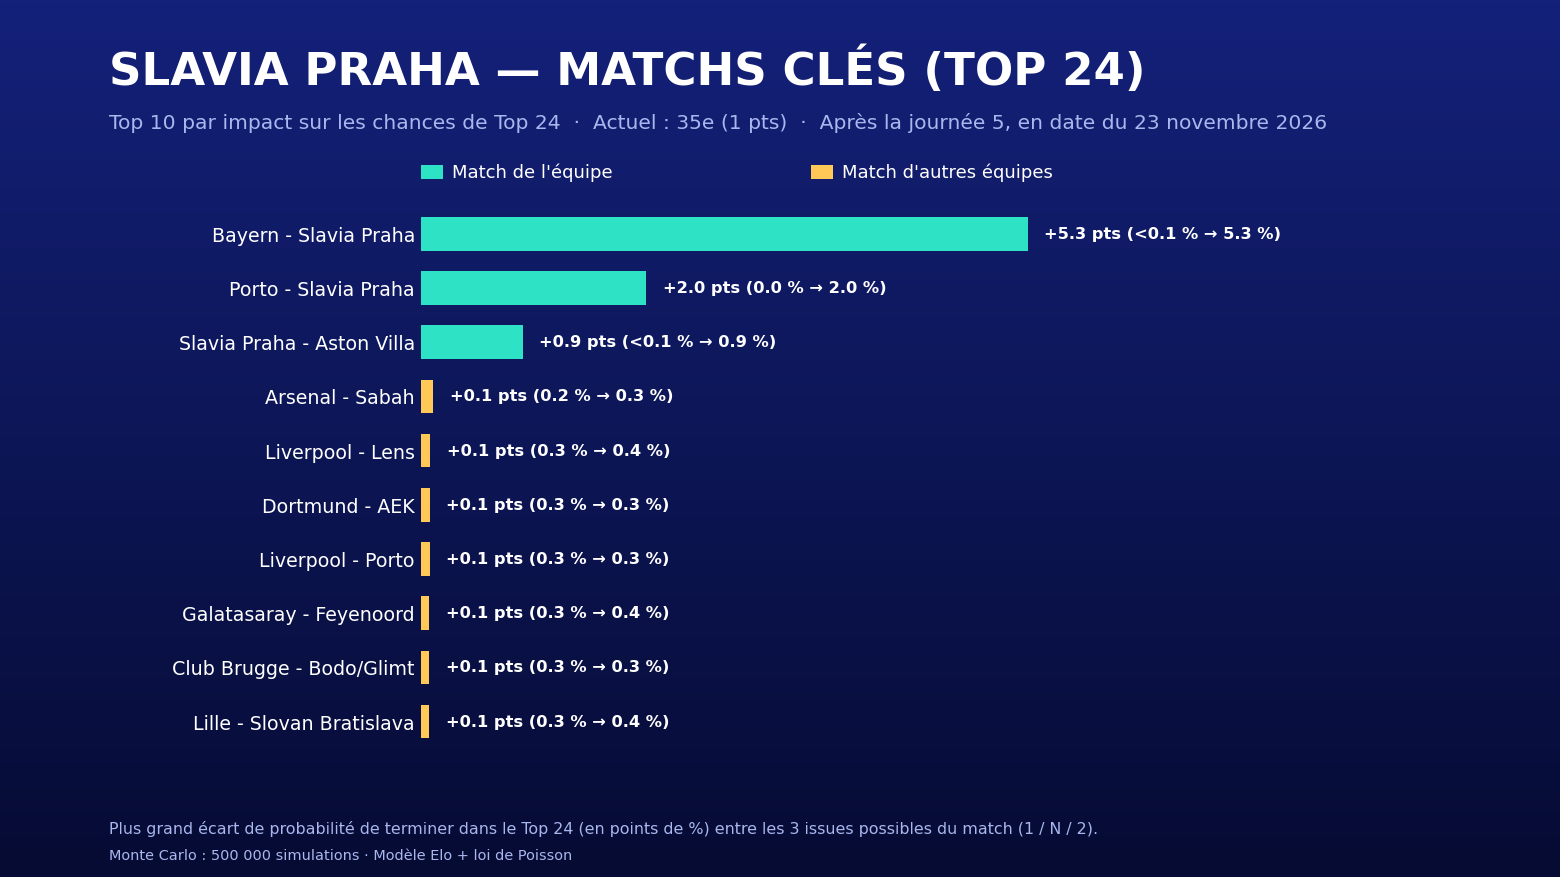 SLAVIA PRAHA — MATCHS CLÉS (TOP 24)
Top 10 par impact sur les chances de Top 24 · Actuel : 35e (1 pts) · Après la journée 5, en date du 23 novembre 2026
Match de l'équipe
Match d'autres équipes
Bayern - Slavia Praha +5.3 pts (<0.1 % → 5.3 %)
Porto - Slavia Praha +2.0 pts (0.0 % → 2.0 %)
Slavia Praha - Aston Villa +0.9 pts (<0.1 % → 0.9 %)
Arsenal - Sabah +0.1 pts (0.2 % → 0.3 %)
Liverpool - Lens +0.1 pts (0.3 % → 0.4 %)
Dortmund - AEK +0.1 pts (0.3 % → 0.3 %)
Liverpool - Porto +0.1 pts (0.3 % → 0.3 %)
Galatasaray - Feyenoord +0.1 pts (0.3 % → 0.4 %)
Club Brugge - Bodo/Glimt +0.1 pts (0.3 % → 0.3 %)
Lille - Slovan Bratislava +0.1 pts (0.3 % → 0.4 %)
Plus grand écart de probabilité de terminer dans le Top 24 (en points de %) entre les 3 issues possibles du match (1 / N / 2).
Monte Carlo : 500 000 simulations · Modèle Elo + loi de Poisson